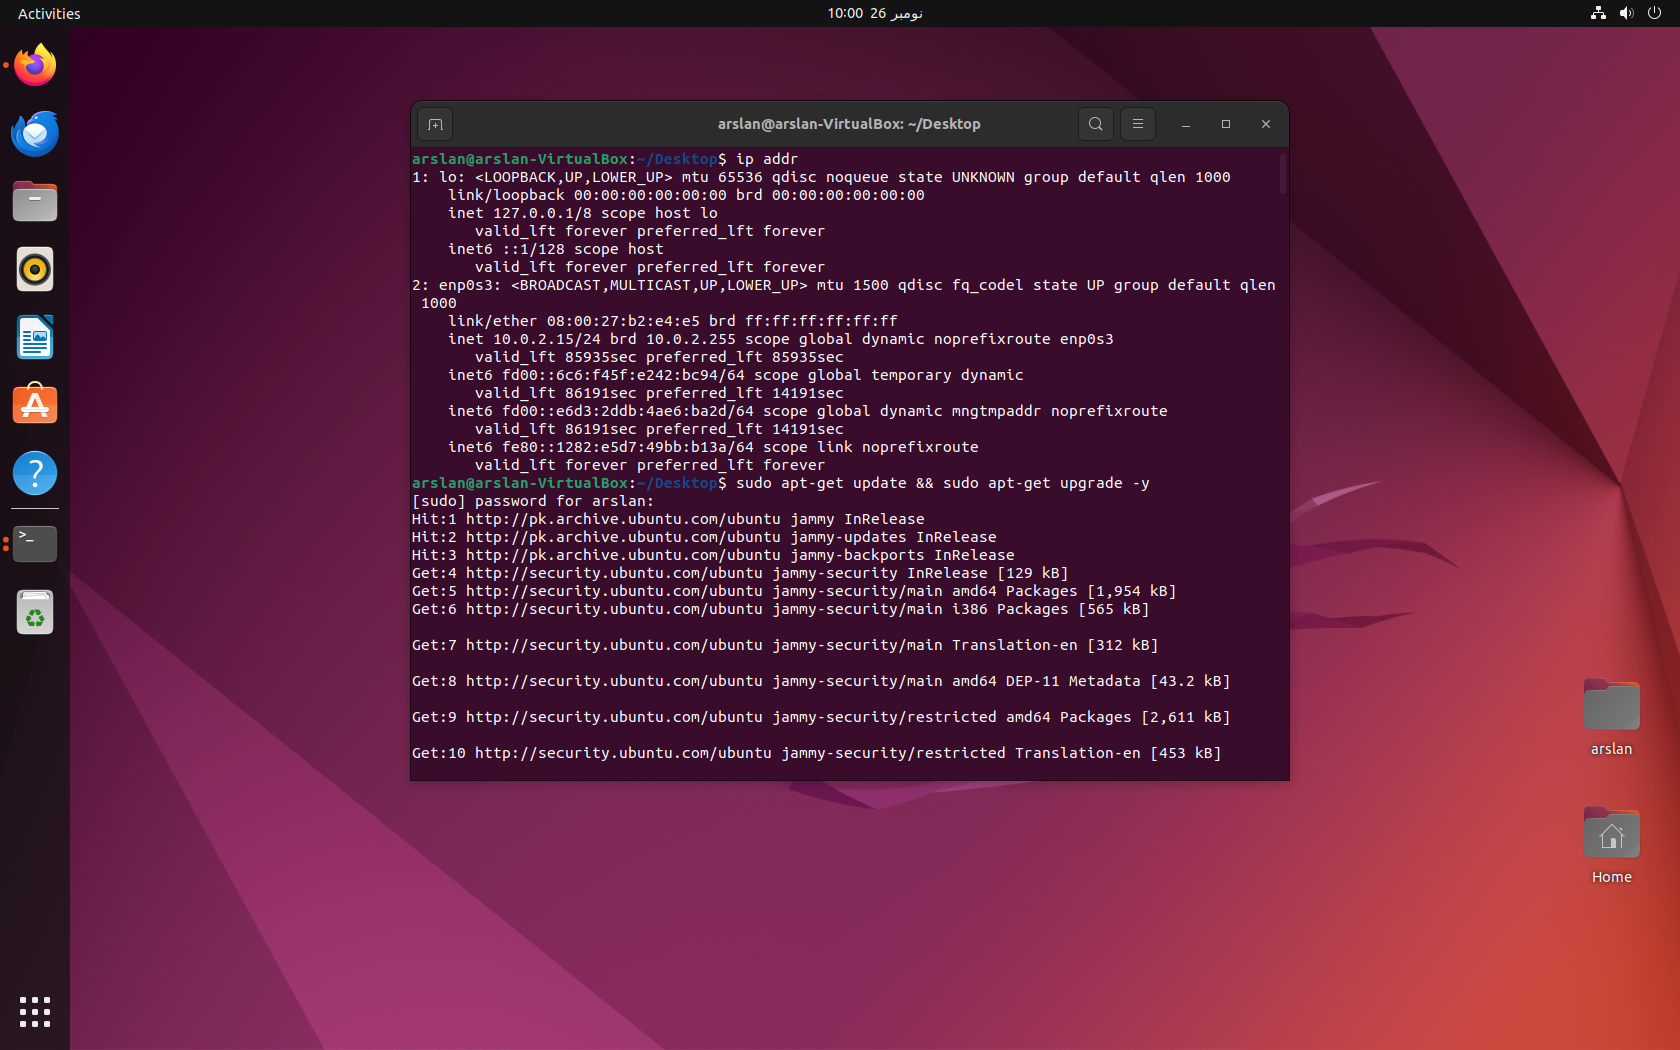 Activities
10:00 26 نومبر
arslan@arslan-VirtualBox: ~/Desktop
arslan@arslan-VirtualBox:~/Desktop$ ip addr
1: lo: <LOOPBACK,UP,LOWER_UP> mtu 65536 qdisc noqueue state UNKNOWN group default qlen 1000
link/loopback 00:00:00:00:00:00 brd 00:00:00:00:00:00
inet 127.0.0.1/8 scope host lo
valid_lft forever preferred_lft forever
inet6 ::1/128 scope host
valid_lft forever preferred_lft forever
2: enp0s3: <BROADCAST,MULTICAST,UP,LOWER_UP> mtu 1500 qdisc fq_codel state UP group default qlen
1000
link/ether 08:00:27:b2:e4:e5 brd ff:ff:ff:ff:ff:ff
inet 10.0.2.15/24 brd 10.0.2.255 scope global dynamic noprefixroute enp0s3
valid_lft 85935sec preferred_lft 85935sec
inet6 fd00::6c6:f45f:e242:bc94/64 scope global temporary dynamic
valid_lft 86191sec preferred_lft 14191sec
inet6 fd00::e6d3:2ddb:4ae6:ba2d/64 scope global dynamic mngtmpaddr noprefixroute
valid_lft 86191sec preferred_lft 14191sec
inet6 fe80::1282:e5d7:49bb:b13a/64 scope link noprefixroute
valid_lft forever preferred_lft forever
arslan@arslan-VirtualBox:~/Desktop$ sudo apt-get update && sudo apt-get upgrade -y
[sudo] password for arslan:
Hit:1 http://pk.archive.ubuntu.com/ubuntu jammy InRelease
Hit:2 http://pk.archive.ubuntu.com/ubuntu jammy-updates InRelease
Hit:3 http://pk.archive.ubuntu.com/ubuntu jammy-backports InRelease
Get:4 http://security.ubuntu.com/ubuntu jammy-security InRelease [129 kB]
Get:5 http://security.ubuntu.com/ubuntu jammy-security/main amd64 Packages [1,954 kB]
Get:6 http://security.ubuntu.com/ubuntu jammy-security/main i386 Packages [565 kB]
Get:7 http://security.ubuntu.com/ubuntu jammy-security/main Translation-en [312 kB]
Get:8 http://security.ubuntu.com/ubuntu jammy-security/main amd64 DEP-11 Metadata [43.2 kB]
Get:9 http://security.ubuntu.com/ubuntu jammy-security/restricted amd64 Packages [2,611 kB]
Get:10 http://security.ubuntu.com/ubuntu jammy-security/restricted Translation-en [453 kB]
arslan
Home